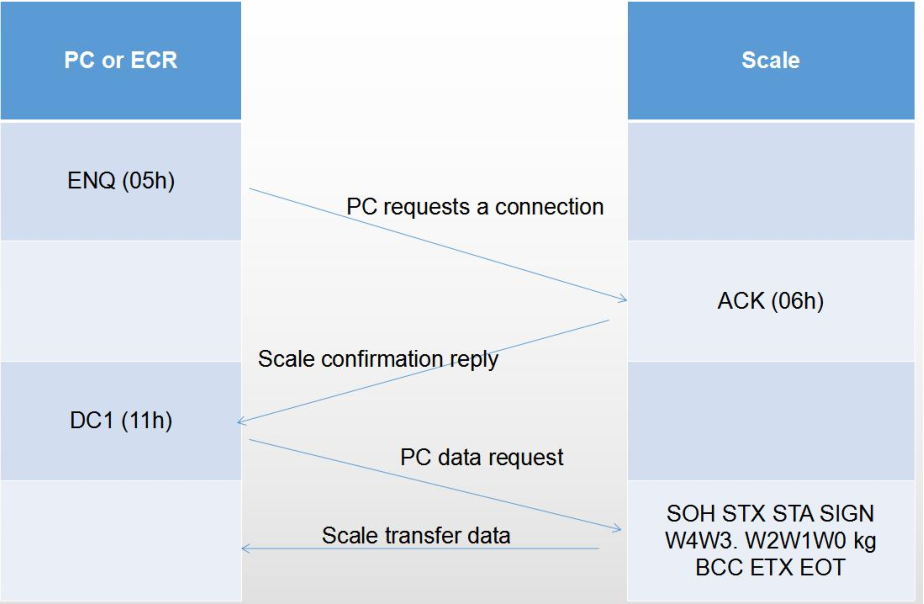 PC or ECR
Scale
ENQ (05h)
PC requests a connection
ACK (06h)
Scale confirmation reply
DC1 (11h)
PC data request
SOH STX STA SIGN
W4W3. W2W1W0 kg
BCC ETX EOT
Scale transfer data